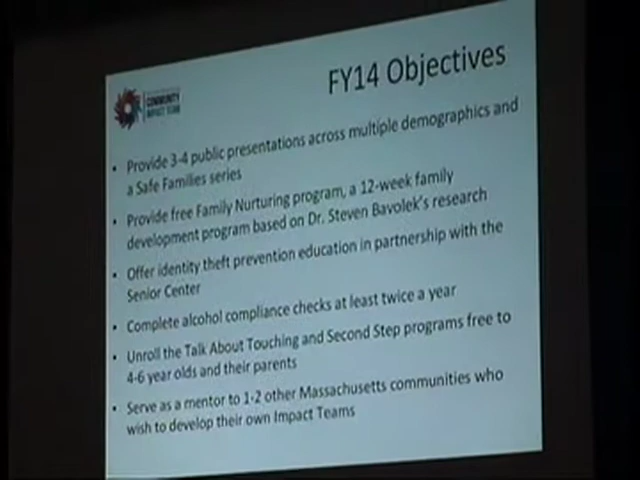 COMMUNITY
IMPACT TEAM
FY14 Objectives
• Provide 3-4 public presentations across multiple demographics and
a Safe Families series
• Provide free Family Nurturing program, a 12-week family
development program based on Dr. Steven Bavolek's research
• Offer identity theft prevention education in partnership with the
Senior Center
• Complete alcohol compliance checks at least twice a year
• Unroll the Talk About Touching and Second Step programs free to
4-6 year olds and their parents
• Serve as a mentor to 1-2 other Massachusetts communities who
wish to develop their own Impact Teams